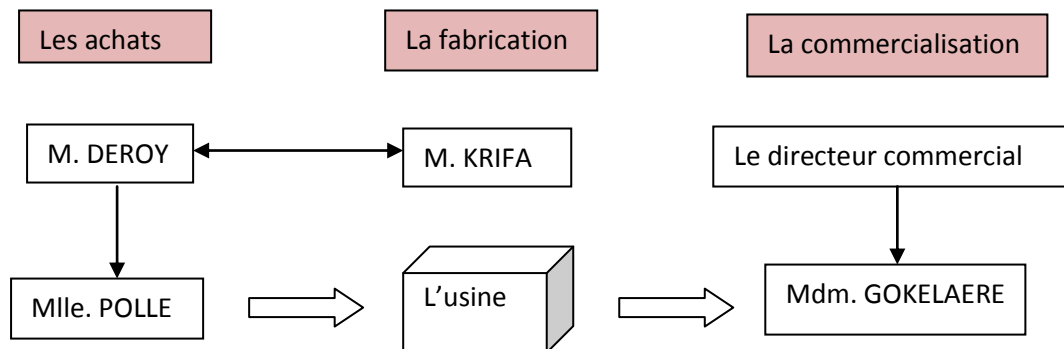 Les achats
La fabrication
La commercialisation
M. DEROY
M. KRIFA
Le directeur commercial
Mlle. POLLE
L’usine
Mdm. GOKELAERE